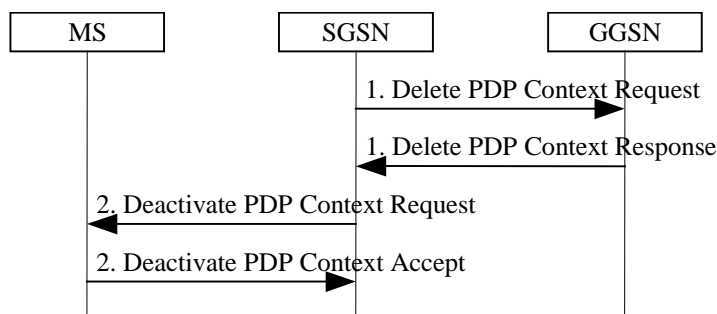 MS
SGSN
GGSN
1. Delete PDP Context Request
1. Delete PDP Context Response
2. Deactivate PDP Context Request
2. Deactivate PDP Context Accept